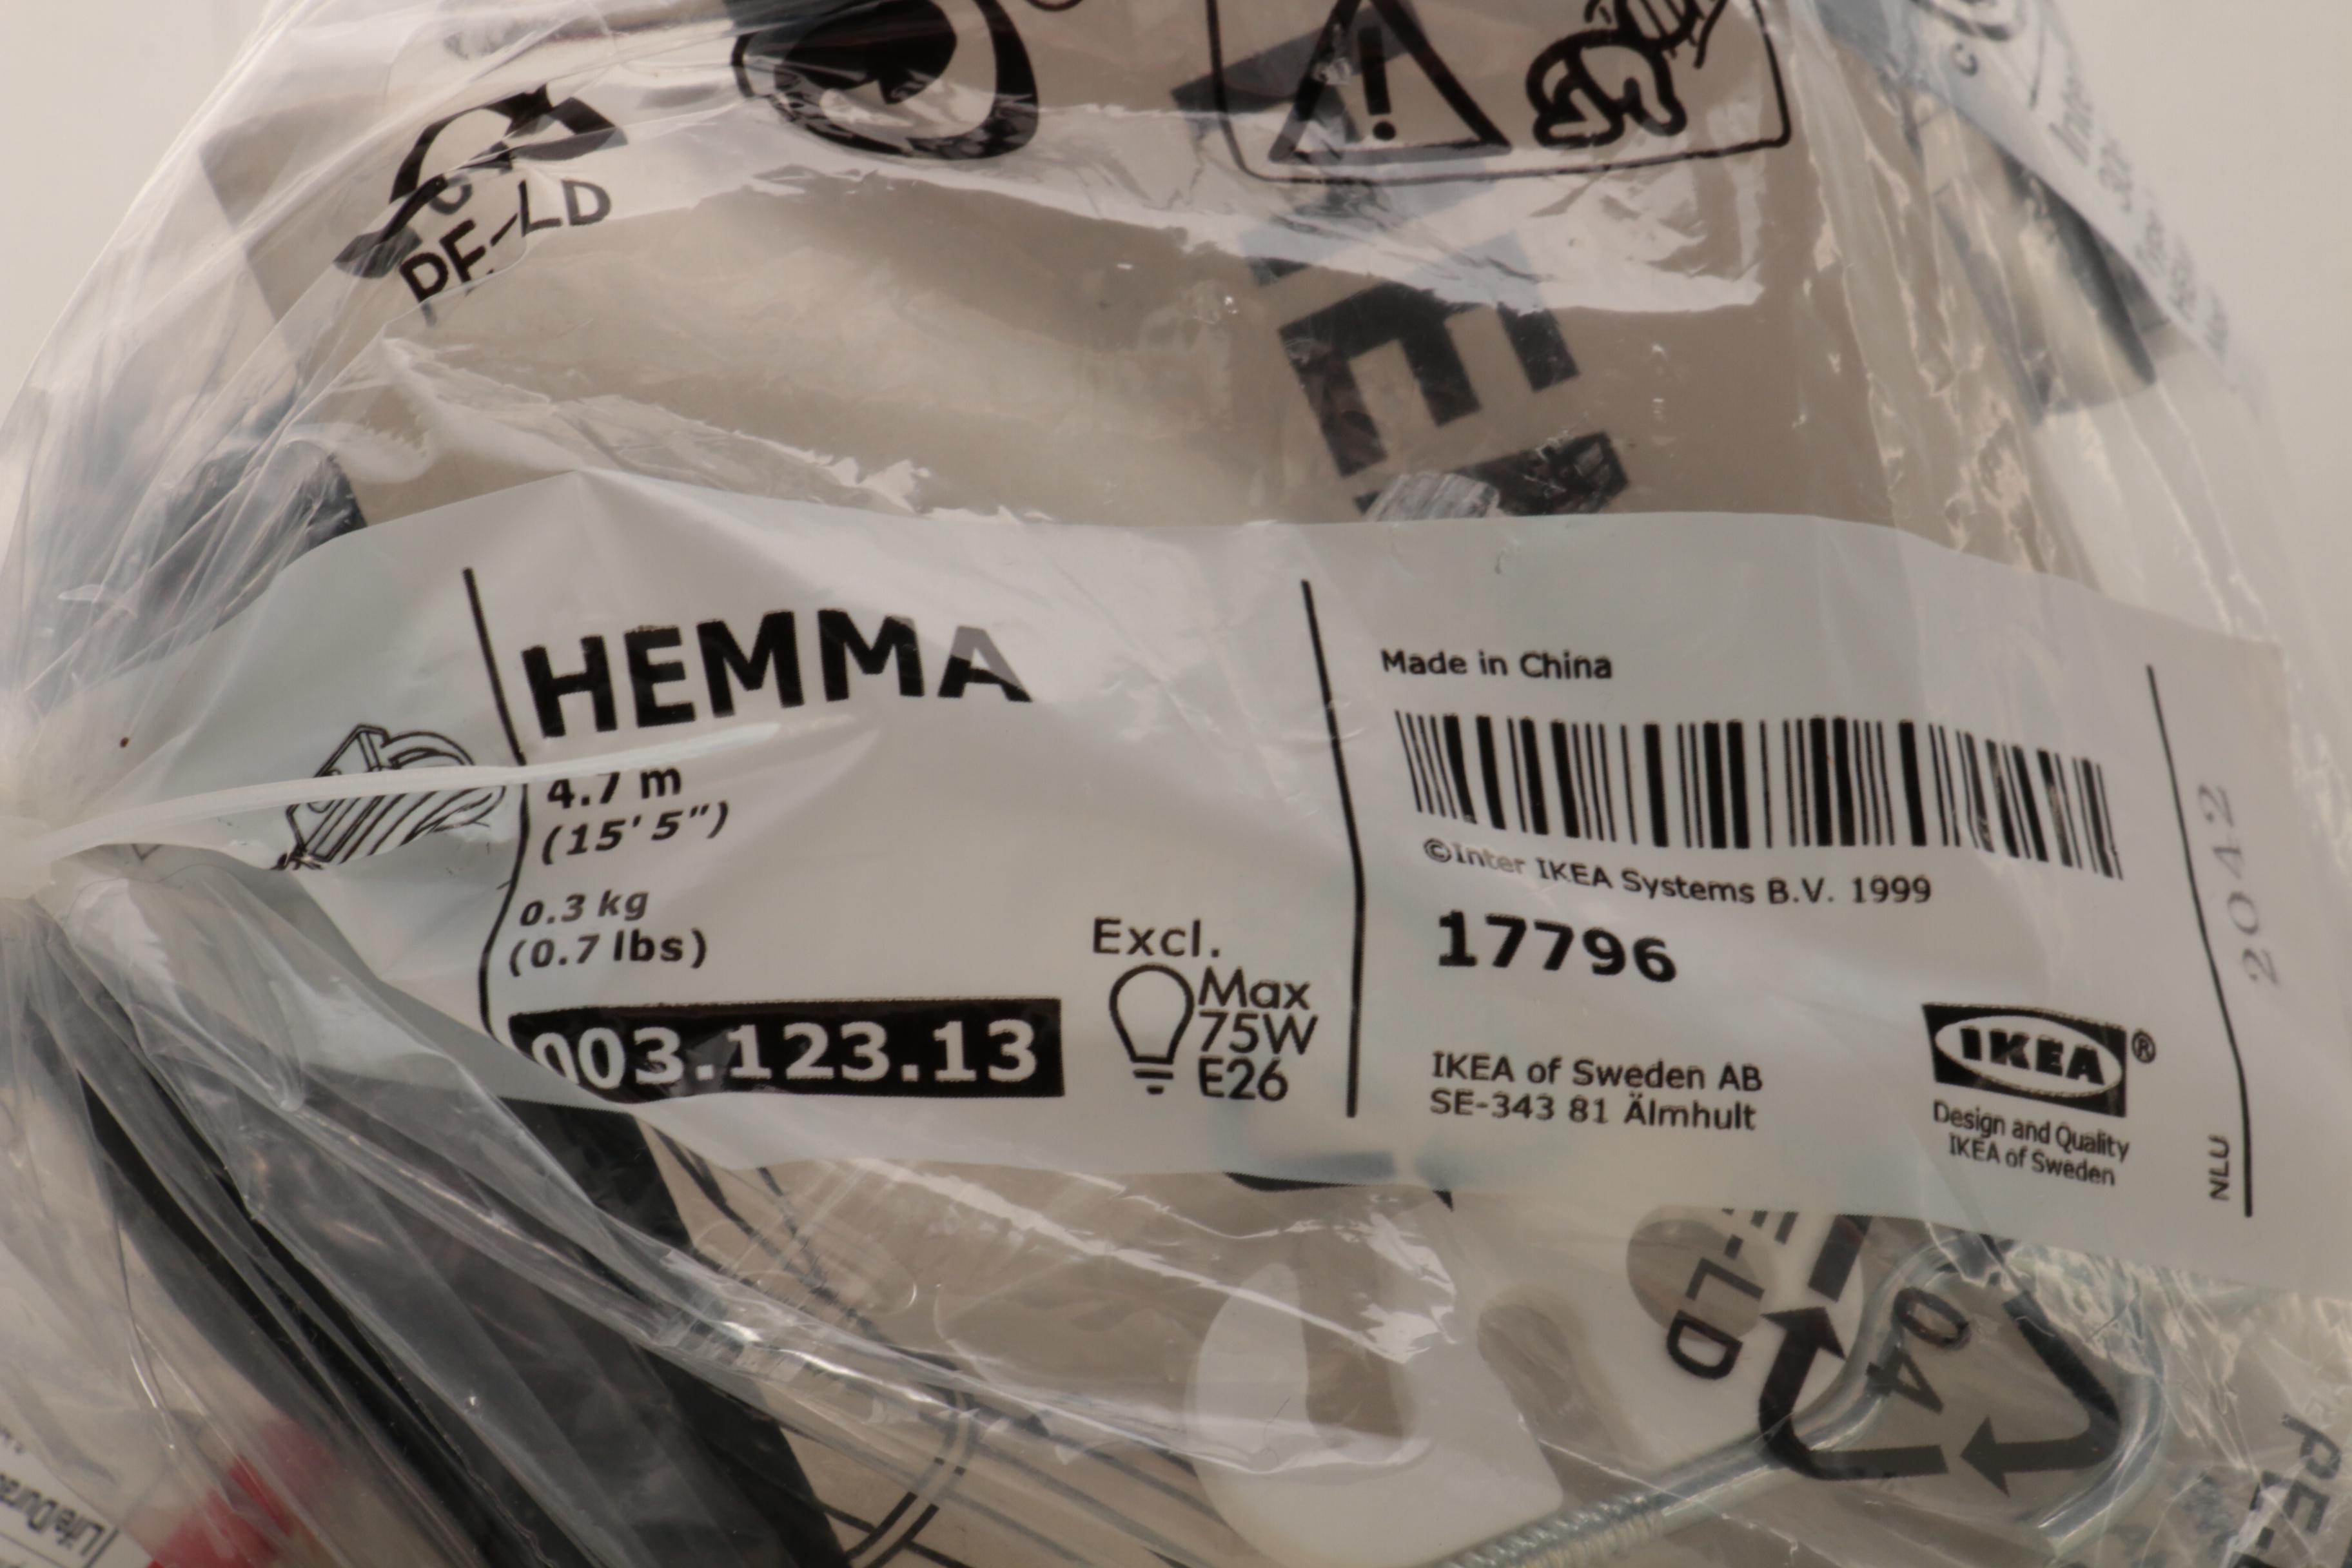 PE-LD
HEMMA
4.7 m
(15' 5")
0.3 kg
(0.7 lbs)
003.123.13
Excl.
Max
75W
E26
Made in China
©Inter IKEA Systems B.V. 1999
17796
IKEA of Sweden AB
SE-343 81 Älmhult
IKEA®
Design and Quality
IKEA of Sweden
2042
NLU
E-LD
04
PE-